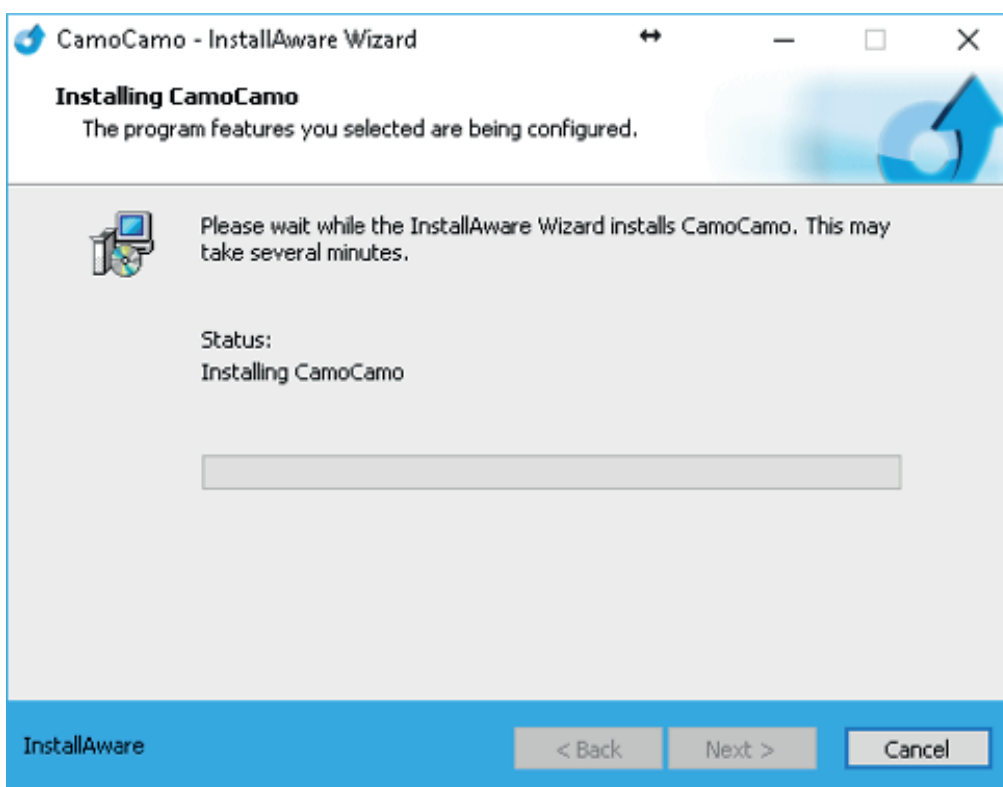 CamoCamo - InstallAware Wizard
Installing CamoCamo
The program features you selected are being configured.
Please wait while the InstallAware Wizard installs CamoCamo. This may
take several minutes.
Status:
Installing CamoCamo
InstallAware
< Back
Next >
Cancel